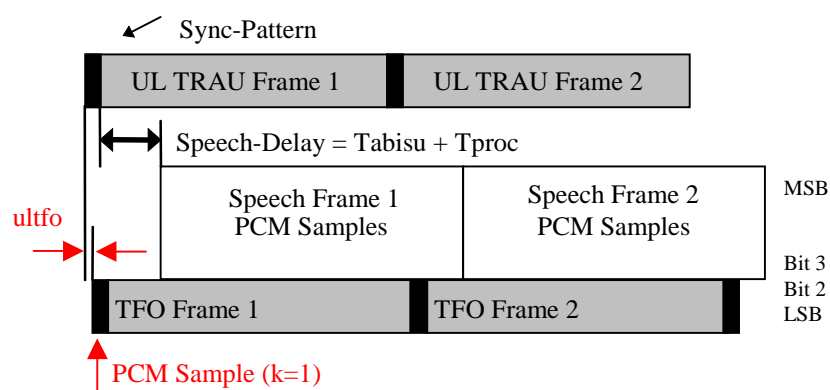 Sync-Pattern
UL TRAU Frame 1
UL TRAU Frame 2
Speech-Delay = Tabisu + Tproc
Speech Frame 1
PCM Samples
Speech Frame 2
PCM Samples
MSB
ultfo
Bit 3
Bit 2
LSB
TFO Frame 1
TFO Frame 2
PCM Sample (k=1)